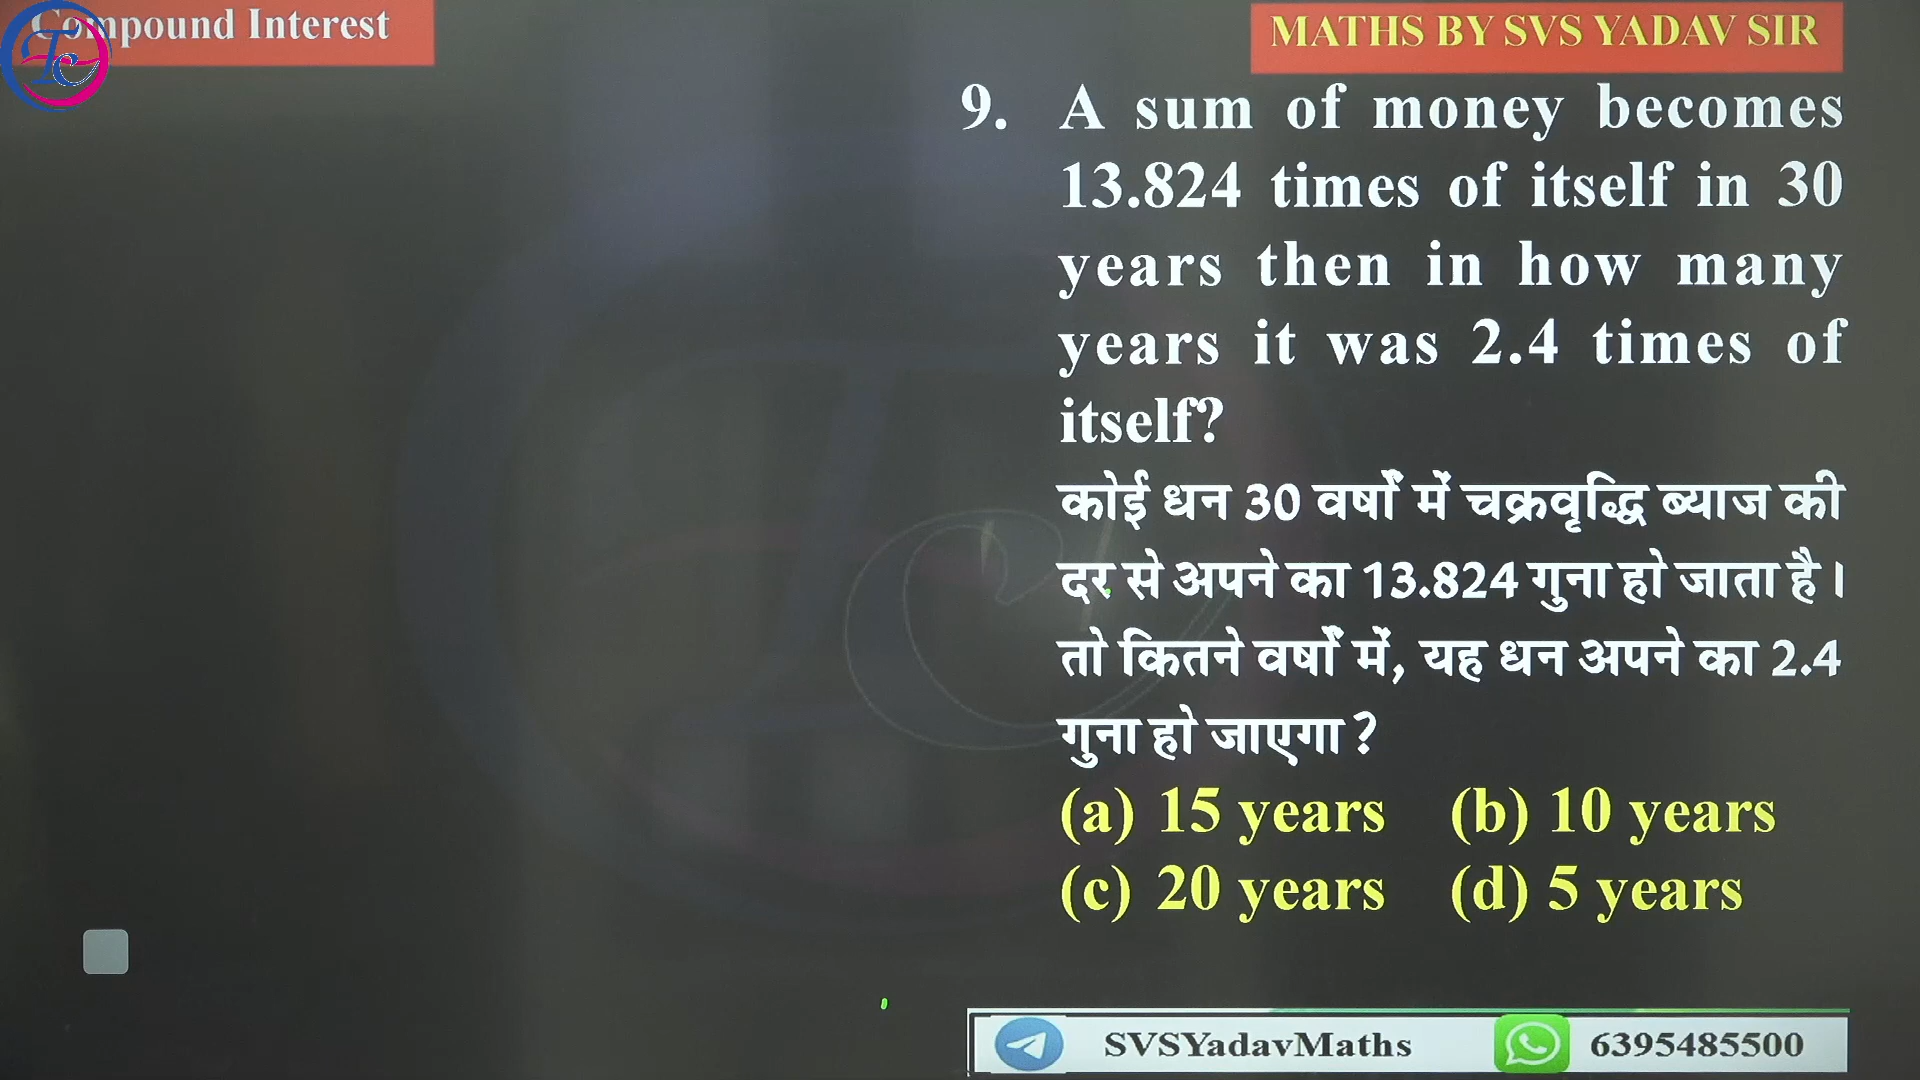 Compound Interest
MATHS BY SVS YADAV SIR
9. A sum of money becomes
13.824 times of itself in 30
years then in how many
years it was 2.4 times of
itself?
कोई धन 30 वर्षों में चक्रवृद्धि ब्याज की
दर से अपने का 13.824 गुना हो जाता है।
तो कितने वर्षों में, यह धन अपने का 2.4
गुना हो जाएगा ?
(a) 15 years (b) 10 years
(c) 20 years (d) 5 years
SVSYadavMaths 6395485500